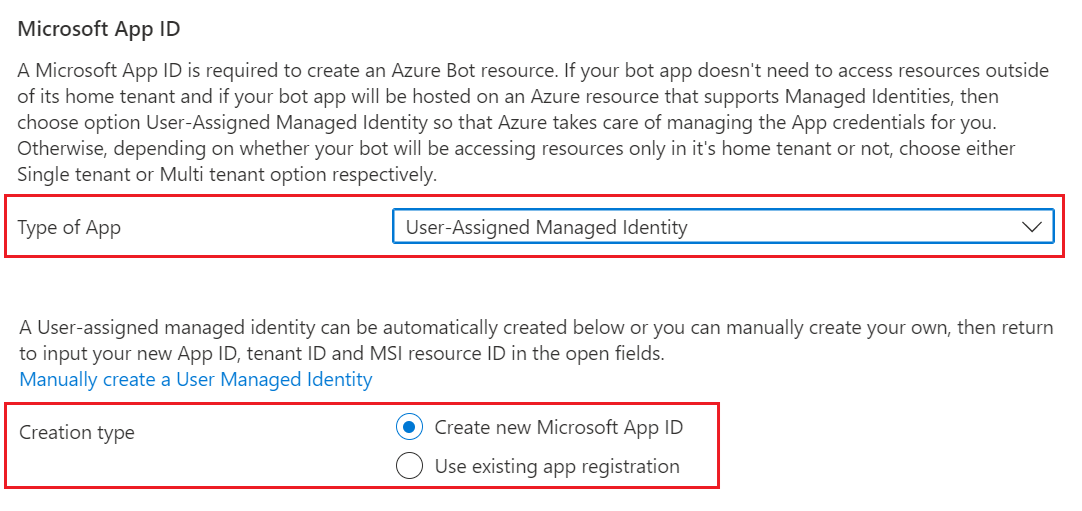 Microsoft App ID
A Microsoft App ID is required to create an Azure Bot resource. If your bot app doesn't need to access resources outside
of its home tenant and if your bot app will be hosted on an Azure resource that supports Managed Identities, then
choose option User-Assigned Managed Identity so that Azure takes care of managing the App credentials for you.
Otherwise, depending on whether your bot will be accessing resources only in it's home tenant or not, choose either
Single tenant or Multi tenant option respectively.
Type of App User-Assigned Managed Identity
A User-assigned managed identity can be automatically created below or you can manually create your own, then return
to input your new App ID, tenant ID and MSI resource ID in the open fields.
Manually create a User Managed Identity
Creation type Create new Microsoft App ID
Use existing app registration